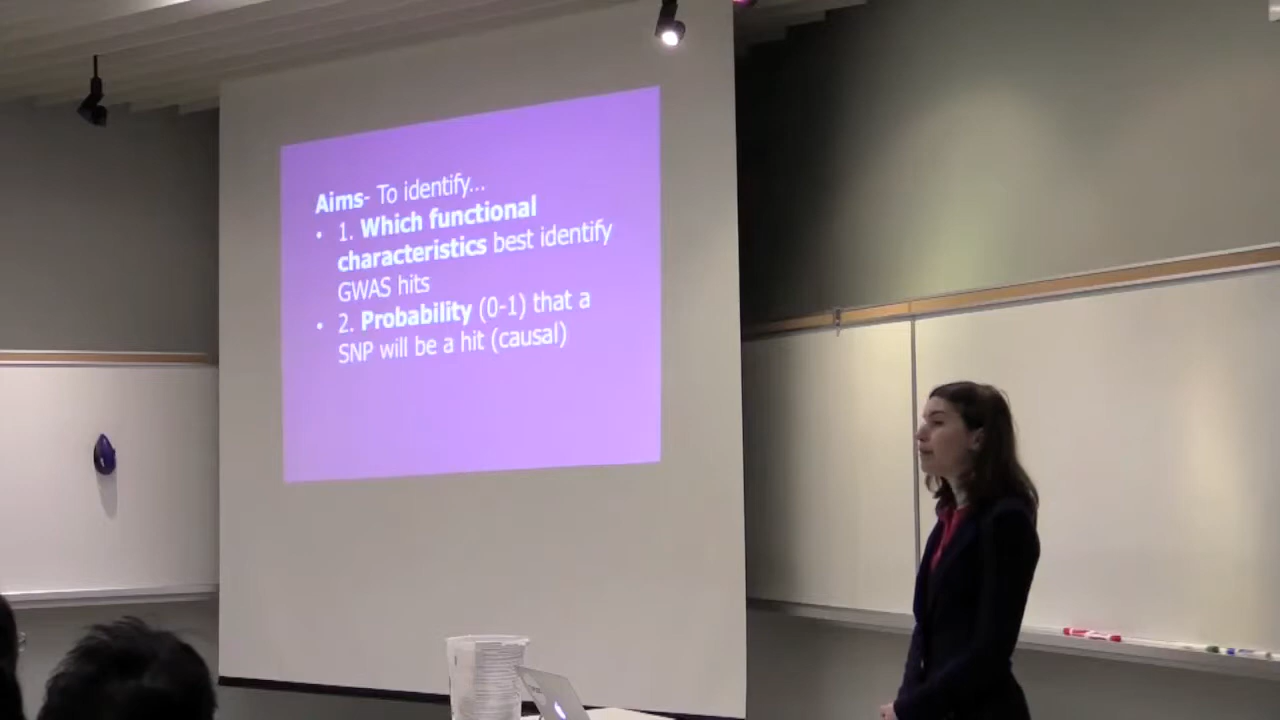 Aims- To identify...
• 1. Which functional
characteristics best identify
GWAS hits
• 2. Probability (0-1) that a
SNP will be a hit (causal)